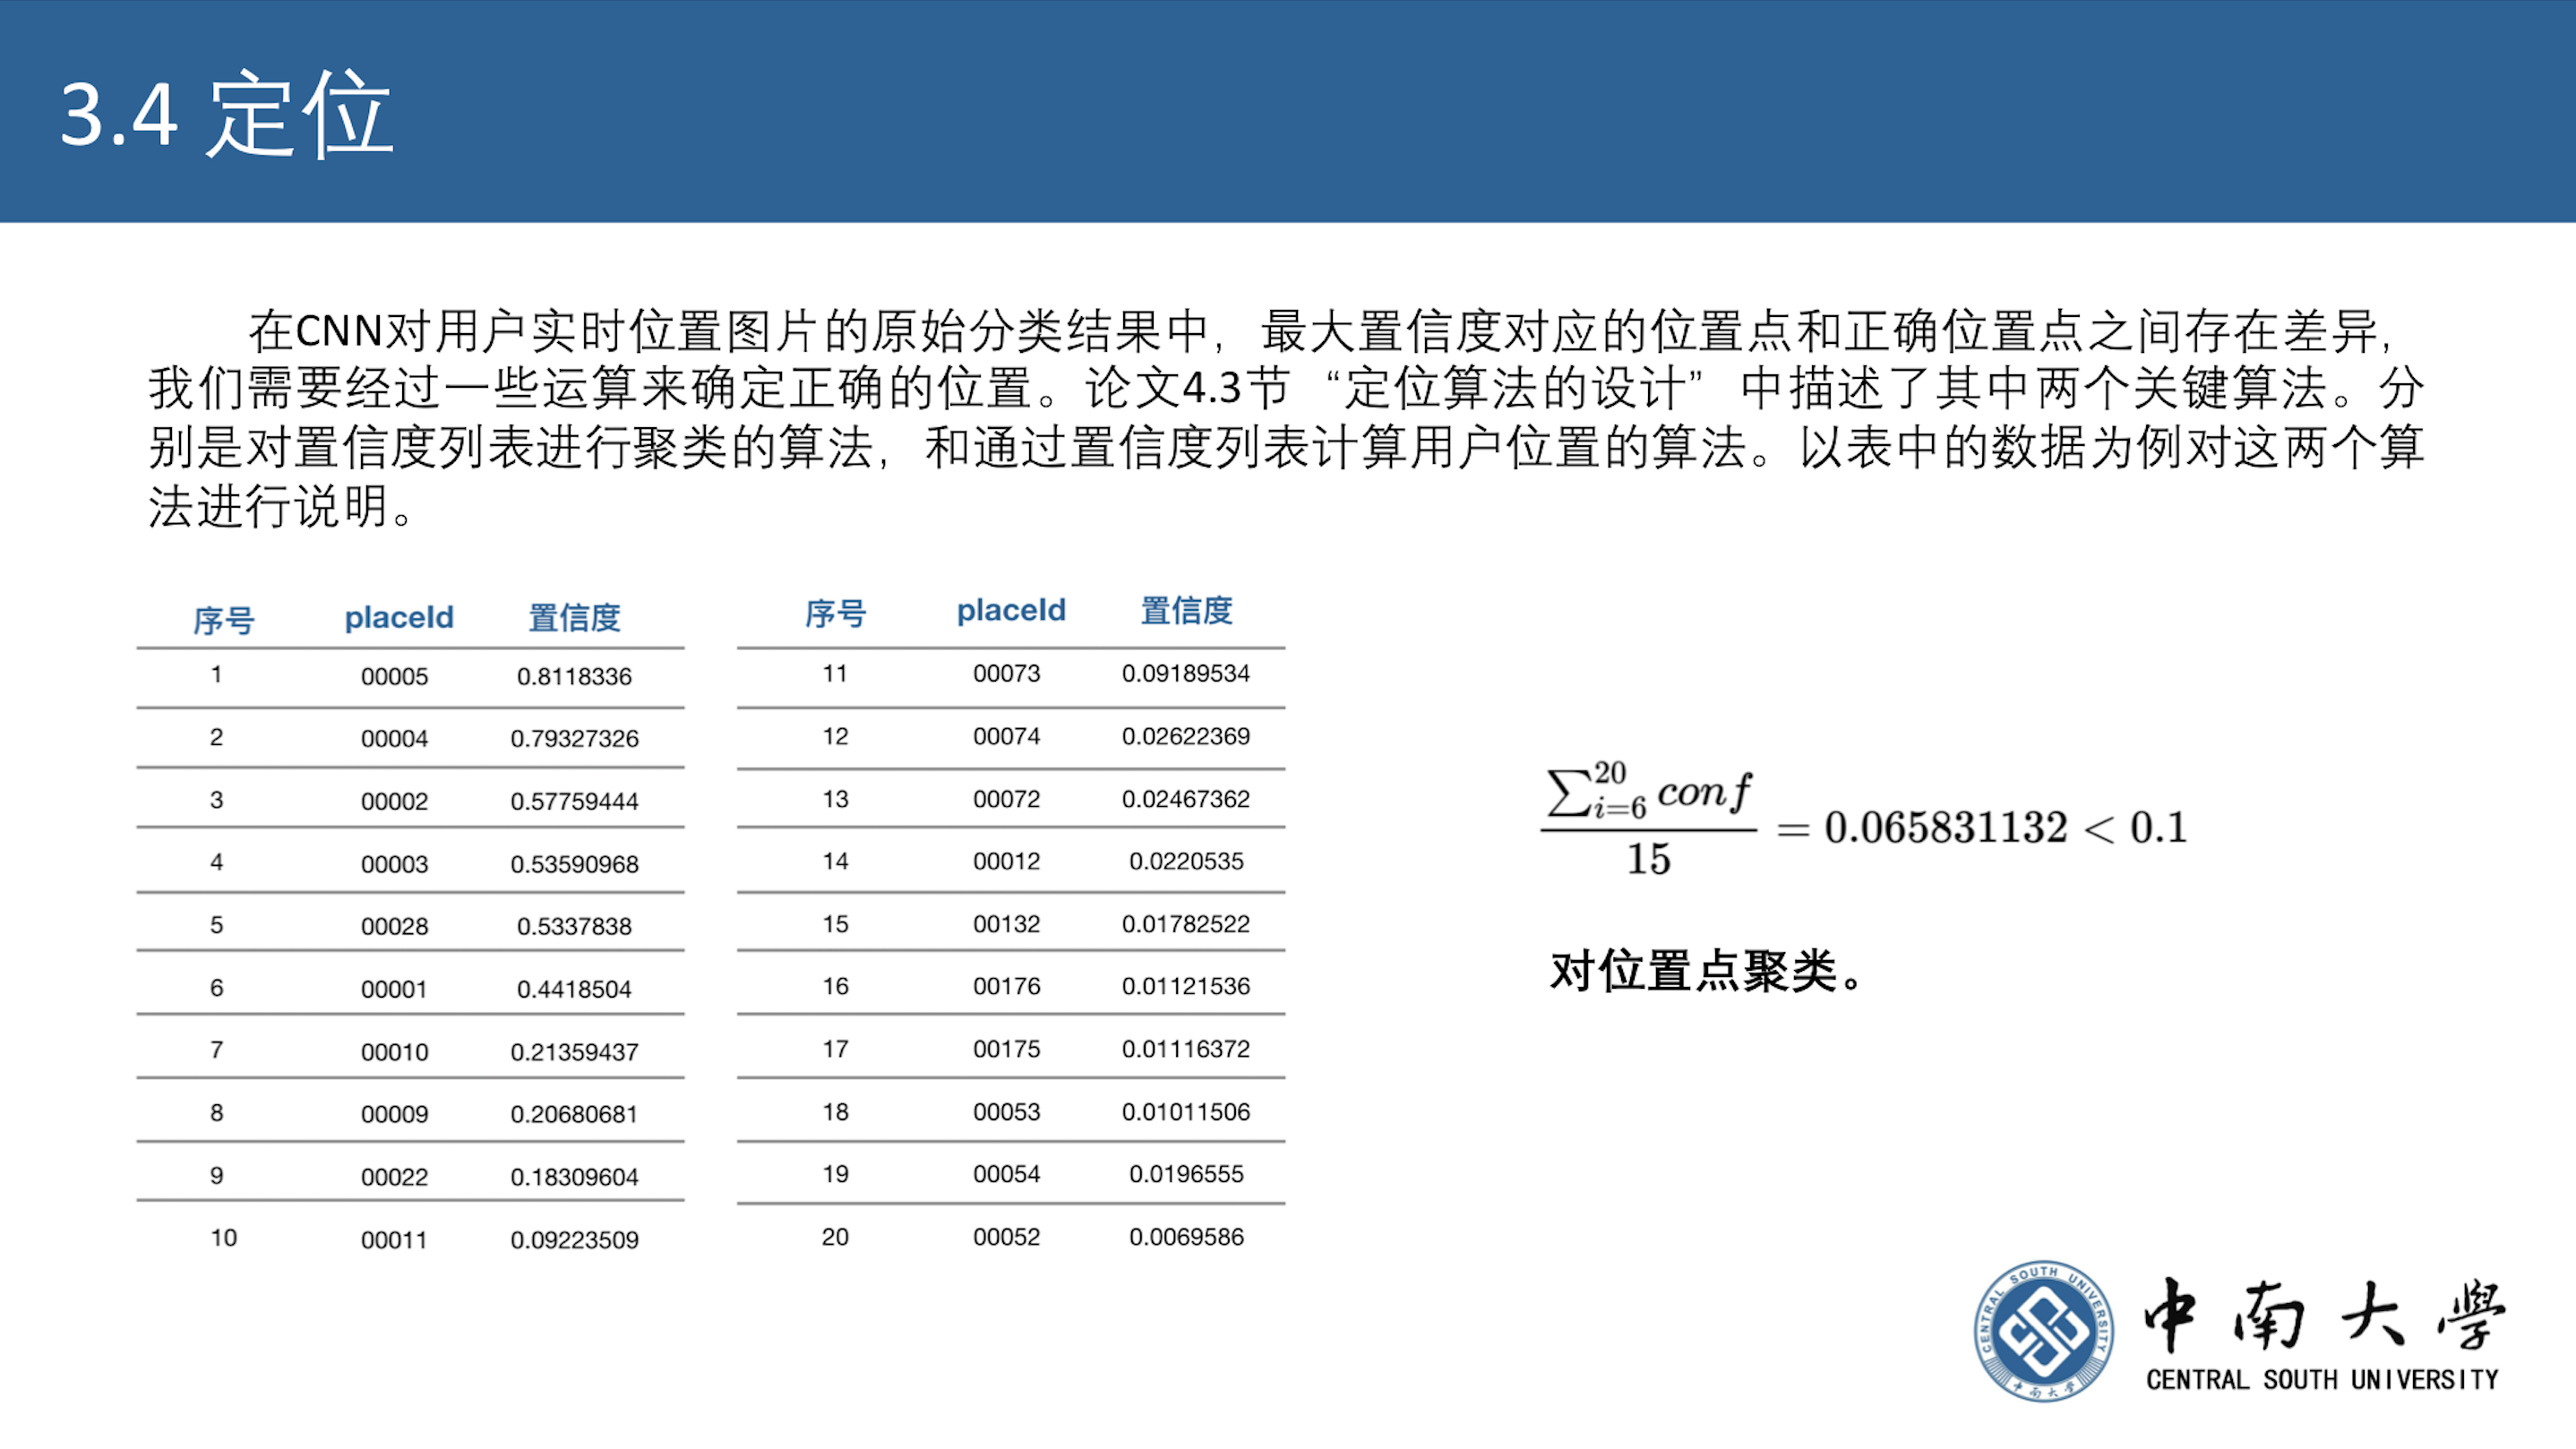 3.4 定位
在CNN对用户实时位置图片的原始分类结果中，最大置信度对应的位置点和正确位置点之间存在差异，
我们需要经过一些运算来确定正确的位置。论文4.3节“定位算法的设计”中描述了其中两个关键算法。分
别是对置信度列表进行聚类的算法，和通过置信度列表计算用户位置的算法。以表中的数据为例对这两个算
法进行说明。
序号 placeId 置信度
1 00005 0.8118336
2 00004 0.79327326
3 00002 0.57759444
4 00003 0.53590968
5 00028 0.5337838
6 00001 0.4418504
7 00010 0.21359437
8 00009 0.20680681
9 00022 0.18309604
10 00011 0.09223509
序号 placeId 置信度
11 00073 0.09189534
12 00074 0.02622369
13 00072 0.02467362
14 00012 0.0220535
15 00132 0.01782522
16 00176 0.01121536
17 00175 0.01116372
18 00053 0.01011506
19 00054 0.0196555
20 00052 0.0069586
\frac{\sum_{i=6}^{20} conf}{15} = 0.065831132 < 0.1
对位置点聚类。
CENTRAL SOUTH UNIVERSITY
中南大学
中南大學
CENTRAL SOUTH UNIVERSITY